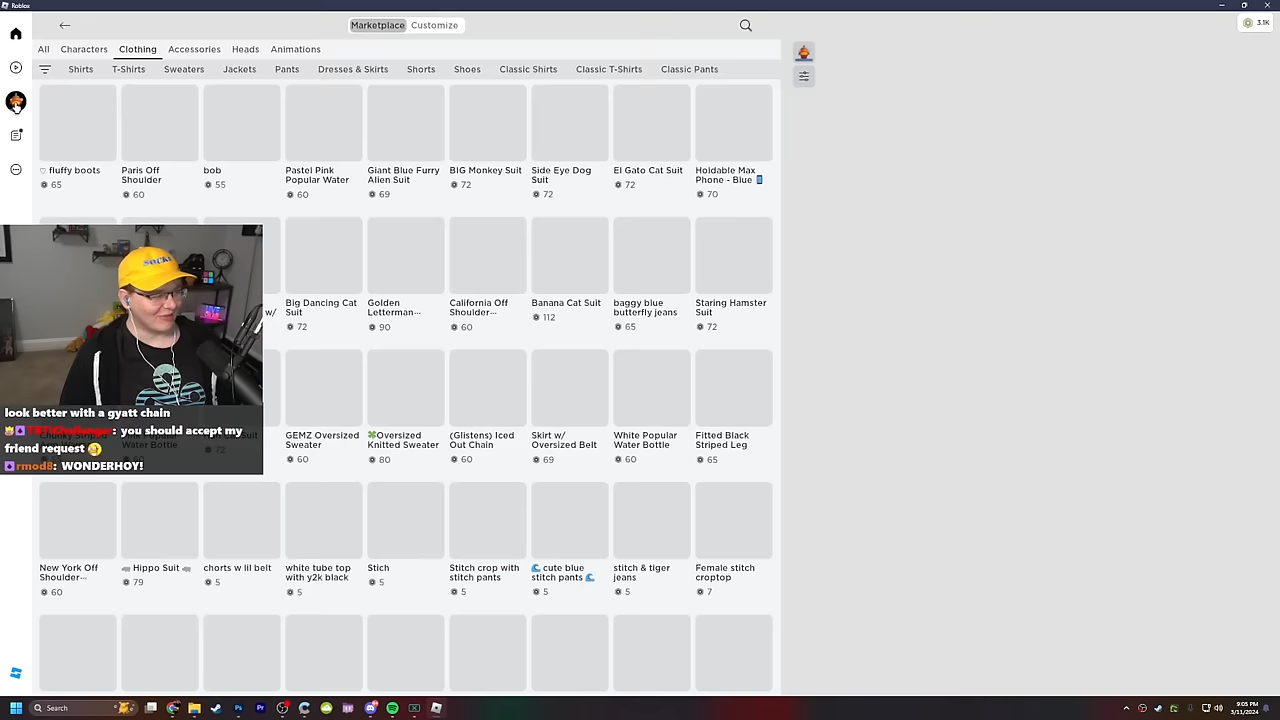 Roblox
Marketplace Customize
3.1K
All Characters Clothing Accessories Heads Animations
Shirts T-Shirts Sweaters Jackets Pants Dresses & Skirts Shorts Shoes Classic Shirts Classic T-Shirts Classic Pants
♡ fluffy boots
65
Paris Off
Shoulder
60
bob
55
Pastel Pink
Popular Water
60
Giant Blue Furry
Alien Suit
69
BIG Monkey Suit
72
Side Eye Dog
Suit
72
El Gato Cat Suit
72
Holdable Max
Phone - Blue 📱
70
w/
Big Dancing Cat
Suit
72
Golden
Letterman...
90
California Off
Shoulder...
60
Banana Cat Suit
112
baggy blue
butterfly jeans
65
Staring Hamster
Suit
72
SOCKS
look better with a gyatt chain
: you should accept my
friend request
rmod8: WONDERHOY!
GEMZ Oversized
Sweater
60
🍀Oversized
Knitted Sweater
80
(Glistens) Iced
Out Chain
60
Skirt w/
Oversized Belt
69
White Popular
Water Bottle
60
Fitted Black
Striped Leg
65
New York Off
Shoulder...
60
🦛 Hippo Suit 🦛
79
chorts w lil belt
5
white tube top
with y2k black
5
Stich
5
Stitch crop with
stitch pants
5
🌊 cute blue
stitch pants 🌊
5
stitch & tiger
jeans
5
Female stitch
croptop
7
Search
9:05 PM
3/11/2024